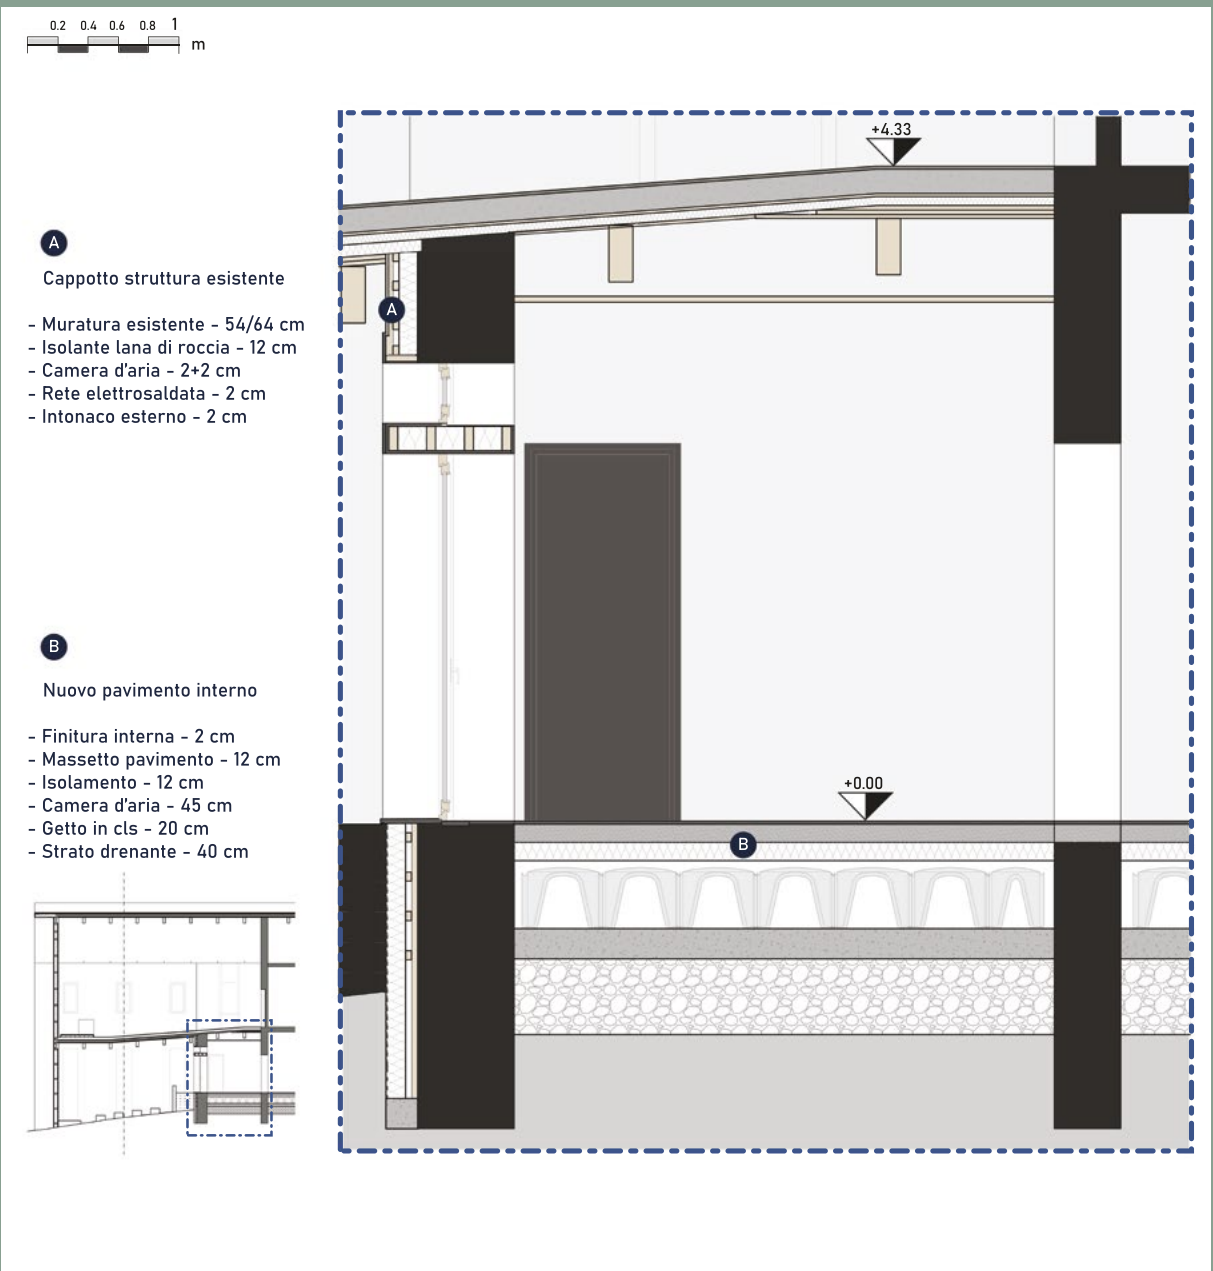 0.2 0.4 0.6 0.8 1
m
+4.33
A
Cappotto struttura esistente
- Muratura esistente - 54/64 cm
- Isolante lana di roccia - 12 cm
- Camera d'aria - 2+2 cm
- Rete elettrosaldata - 2 cm
- Intonaco esterno - 2 cm
A
B
Nuovo pavimento interno
- Finitura interna - 2 cm
- Massetto pavimento - 12 cm
- Isolamento - 12 cm
- Camera d'aria - 45 cm
- Getto in cls - 20 cm
- Strato drenante - 40 cm
+0.00
B